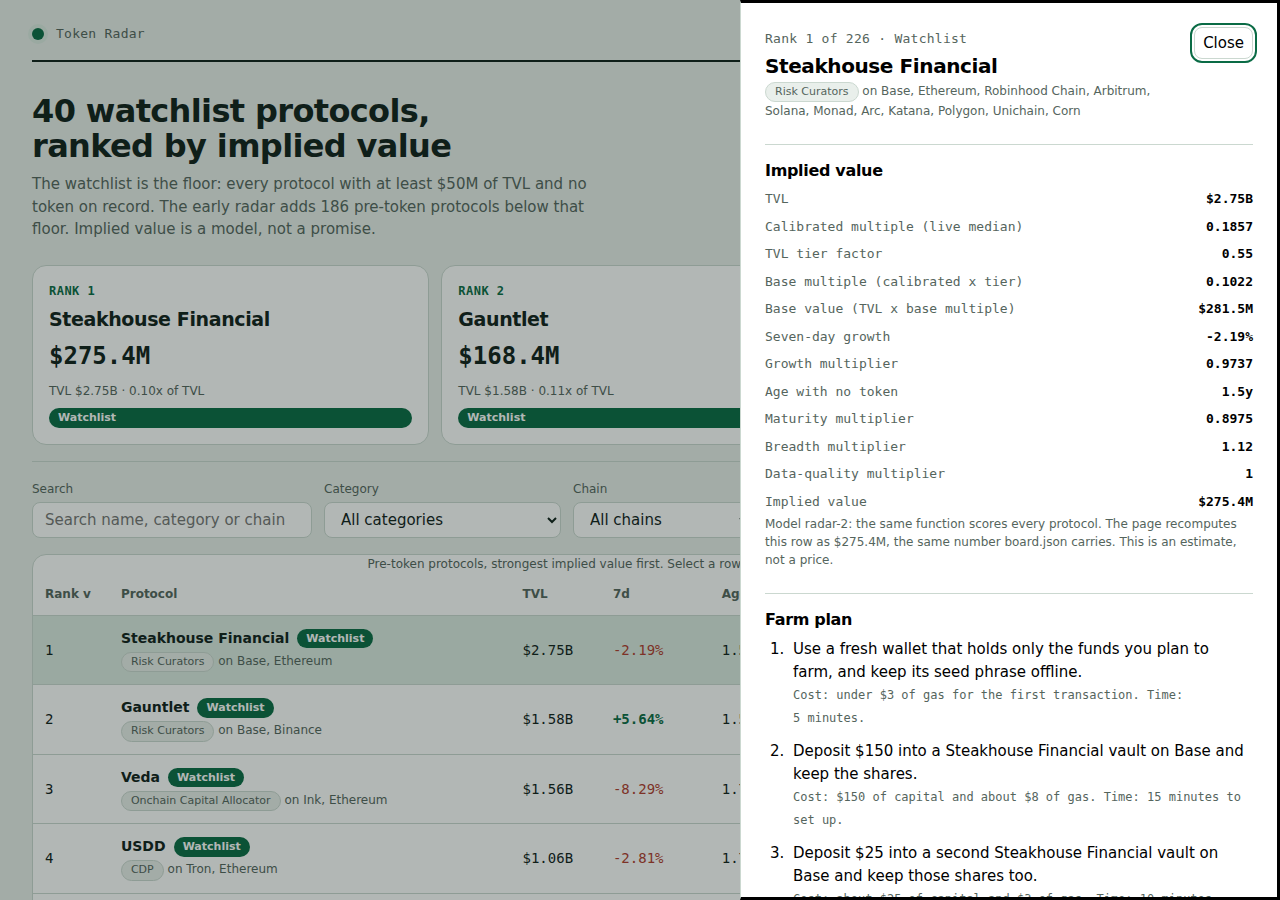 Token Radar
40 watchlist protocols,
ranked by implied value
The watchlist is the floor: every protocol with at least $50M of TVL and no
token on record. The early radar adds 186 pre-token protocols below that
floor. Implied value is a model, not a promise.
RANK 1
Steakhouse Financial
$275.4M
TVL $2.75B · 0.10x of TVL
Watchlist
RANK 2
Gauntlet
$168.4M
TVL $1.58B · 0.11x of TVL
Watchlist
Search
Category
Chain
Search name, category or chain
All categories
All chains
Pre-token protocols, strongest implied value first. Select a row
Rank v Protocol TVL 7d
1 Steakhouse Financial Watchlist $2.75B -2.19%
Risk Curators on Base, Ethereum
2 Gauntlet Watchlist $1.58B +5.64%
Risk Curators on Base, Binance
3 Veda Watchlist $1.56B -8.29%
Onchain Capital Allocator on Ink, Ethereum
4 USDD Watchlist $1.06B -2.81%
CDP on Tron, Ethereum
Rank 1 of 226 · Watchlist
Close
Steakhouse Financial
Risk Curators on Base, Ethereum, Robinhood Chain, Arbitrum,
Solana, Monad, Arc, Katana, Polygon, Unichain, Corn
Implied value
TVL $2.75B
Calibrated multiple (live median) 0.1857
TVL tier factor 0.55
Base multiple (calibrated x tier) 0.1022
Base value (TVL x base multiple) $281.5M
Seven-day growth -2.19%
Growth multiplier 0.9737
Age with no token 1.5y
Maturity multiplier 0.8975
Breadth multiplier 1.12
Data-quality multiplier 1
Implied value $275.4M
Model radar-2: the same function scores every protocol. The page recomputes
this row as $275.4M, the same number board.json carries. This is an estimate,
not a price.
Farm plan
1. Use a fresh wallet that holds only the funds you plan to
farm, and keep its seed phrase offline.
Cost: under $3 of gas for the first transaction. Time:
5 minutes.
2. Deposit $150 into a Steakhouse Financial vault on Base and
keep the shares.
Cost: $150 of capital and about $8 of gas. Time: 15 minutes to
set up.
3. Deposit $25 into a second Steakhouse Financial vault on
Base and keep those shares too.